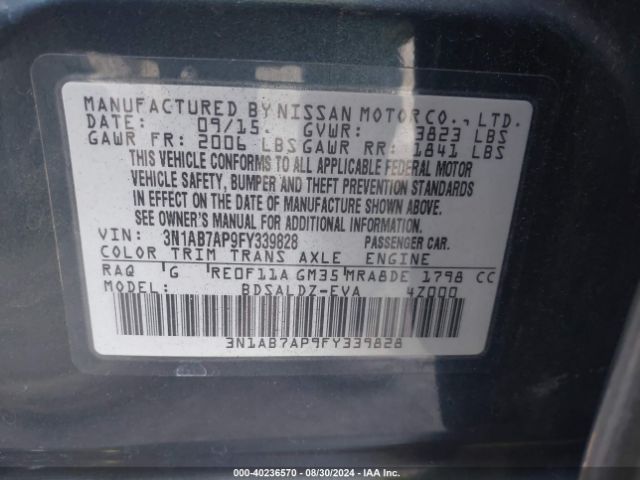 MANUFACTURED BY NISSAN MOTOR CO., LTD.
DATE: 09/15. GVWR: 3823 LBS
GAWR FR: 2006 LBS GAWR RR: 1841 LBS
THIS VEHICLE CONFORMS TO ALL APPLICABLE FEDERAL MOTOR
VEHICLE SAFETY, BUMPER AND THEFT PREVENTION STANDARDS
IN EFFECT ON THE DATE OF MANUFACTURE SHOWN ABOVE.
SEE OWNER'S MANUAL FOR ADDITIONAL INFORMATION.
VIN: 3N1AB7AP9FY339828 PASSENGER CAR.
COLOR TRIM TRANS AXLE ENGINE
RAQ G RE0F11A GM35 MRA8DE 1798 CC
MODEL: BDSALDZ-EVA 4Z000
3N1AB7AP9FY339828
000-40236570 - 08/30/2024 - IAA Inc.